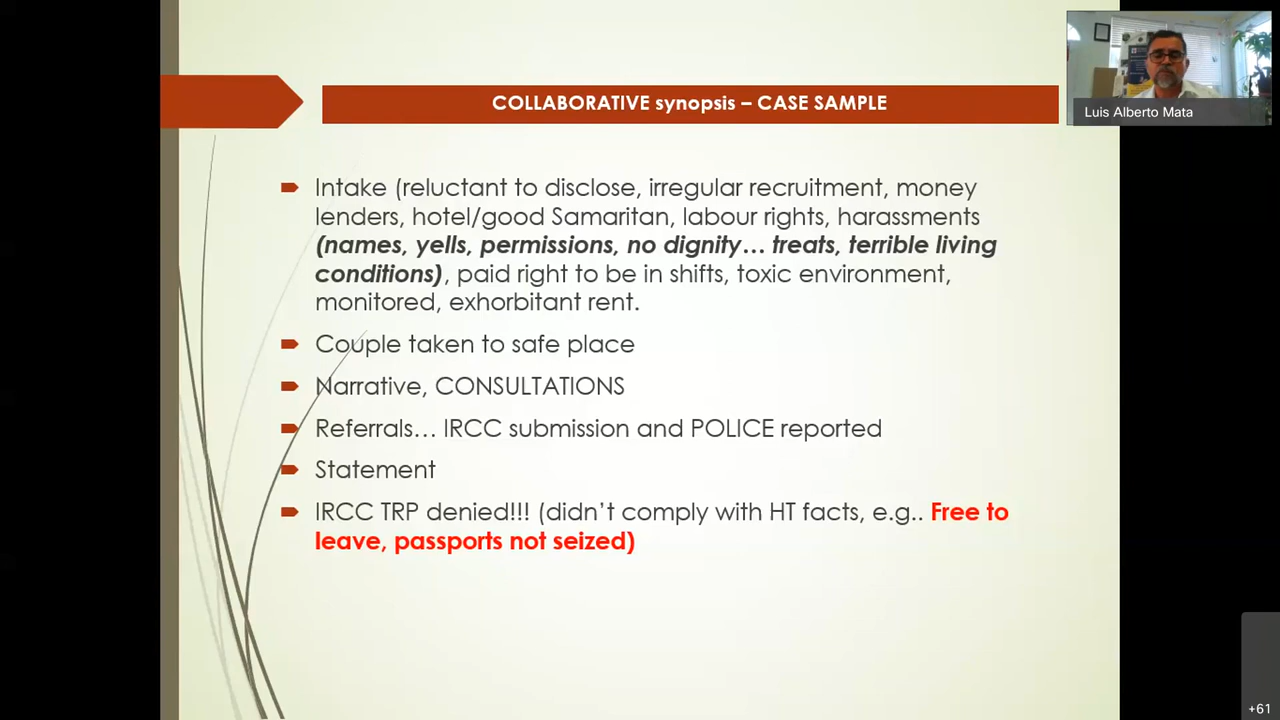 COLLABORATIVE synopsis – CASE SAMPLE
Luis Alberto Mata
Intake (reluctant to disclose, irregular recruitment, money
lenders, hotel/good Samaritan, labour rights, harassments
(names, yells, permissions, no dignity… treats, terrible living
conditions), paid right to be in shifts, toxic environment,
monitored, exhorbitant rent.
Couple taken to safe place
Narrative, CONSULTATIONS
Referrals… IRCC submission and POLICE reported
Statement
IRCC TRP denied!!! (didn’t comply with HT facts, e.g.. Free to
leave, passports not seized)
+61